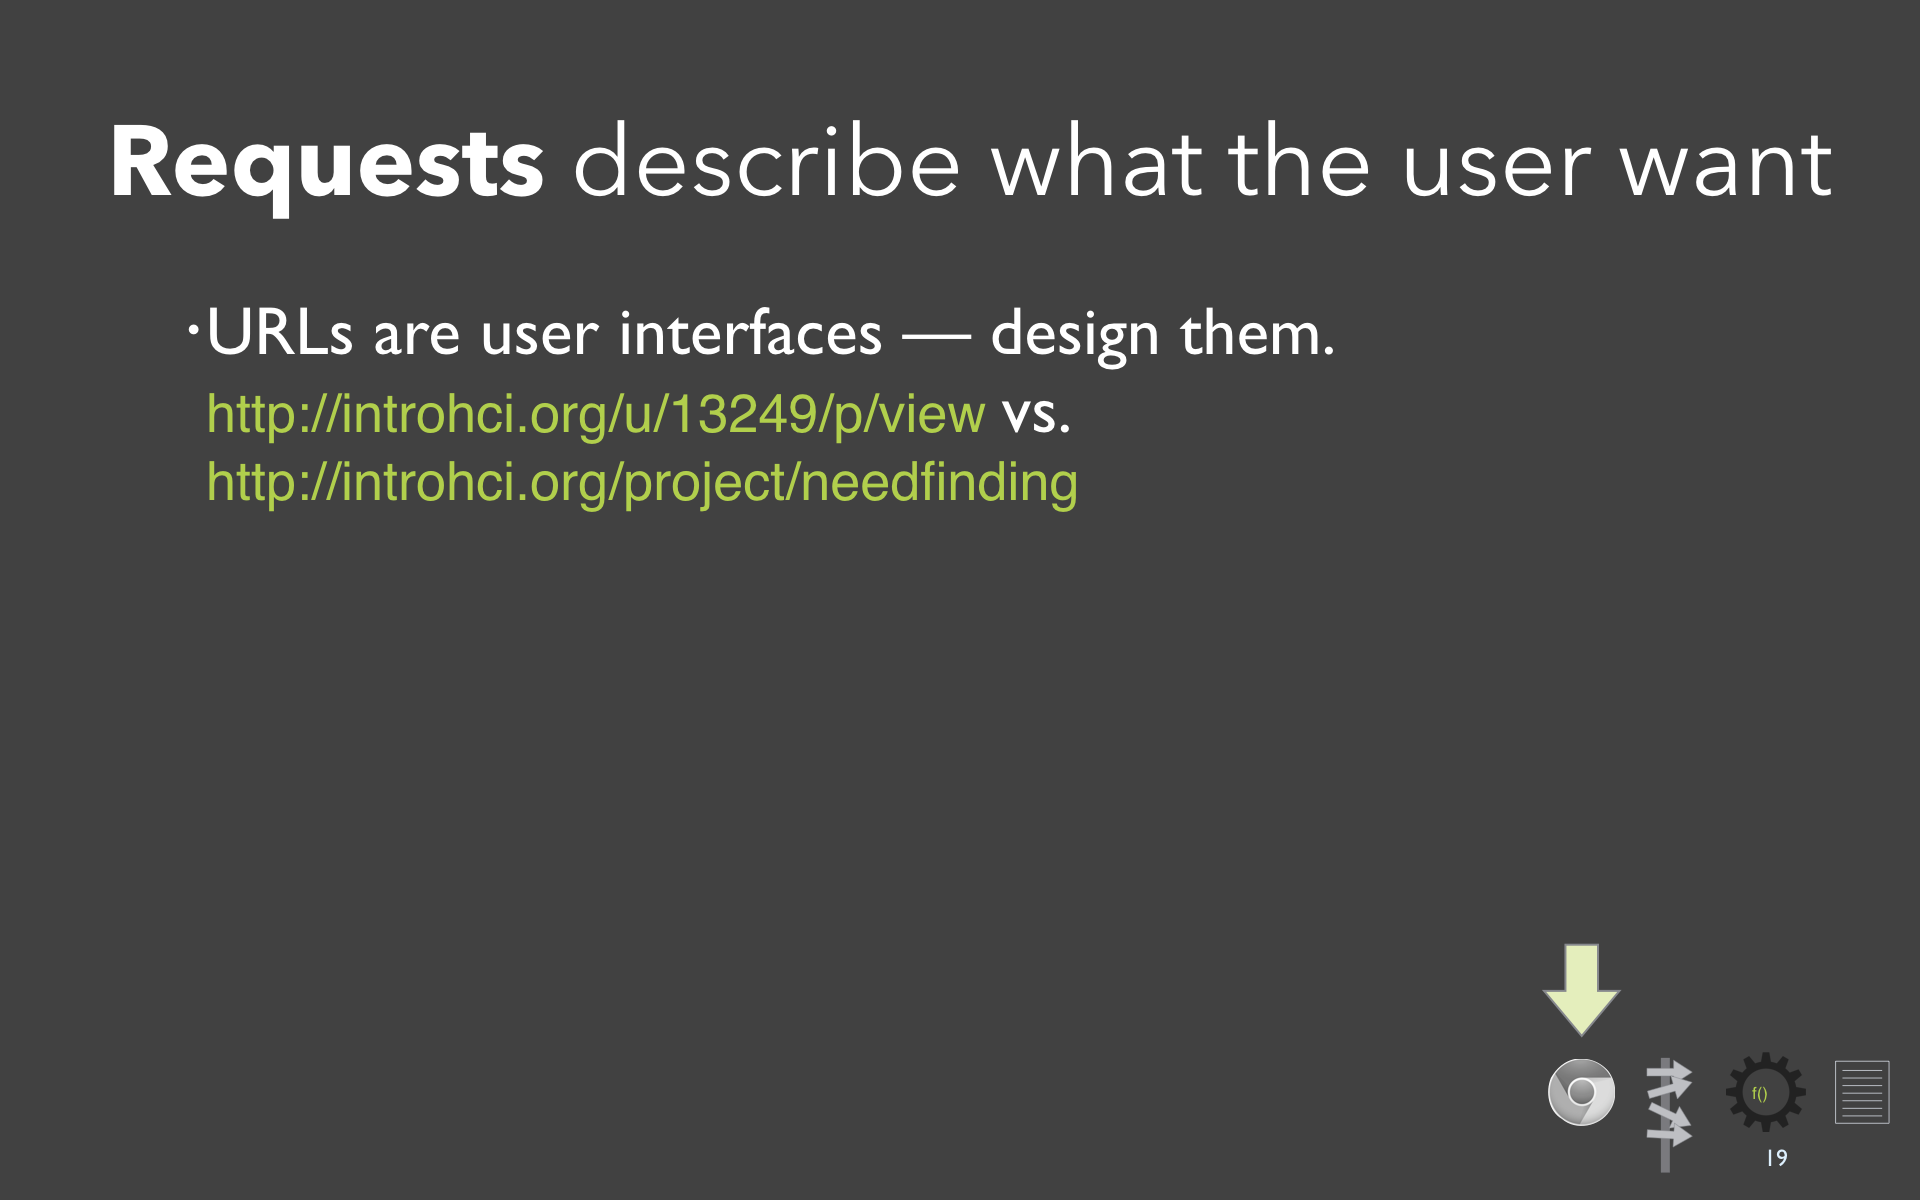 Requests describe what the user want
·URLs are user interfaces — design them.
http://introhci.org/u/13249/p/view vs.
http://introhci.org/project/needfinding
f()
19